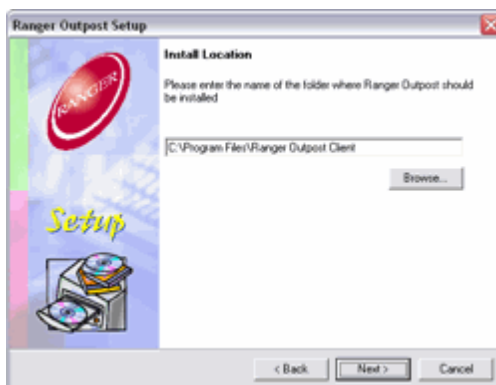 Ranger Outpost Setup
RANGER
Setup
Install Location
Please enter the name of the folder where Ranger Outpost should
be installed
C:\Program Files\Ranger Outpost Client
Browse...
< Back
Next >
Cancel